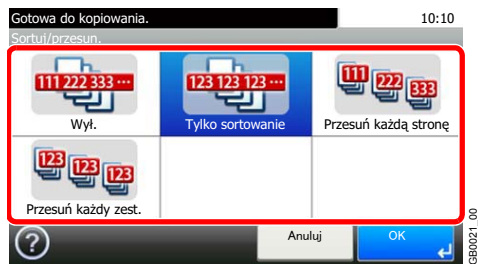 Gotowa do kopiowania. 10:10
Sortuj/przesun.
111 222 333 ··· 123 123 123 ··· 111 222 333
Wył. Tylko sortowanie Przesuń każdą stronę
123 123 123
Przesuń każdy zest.
? Anuluj OK
GB0021_00